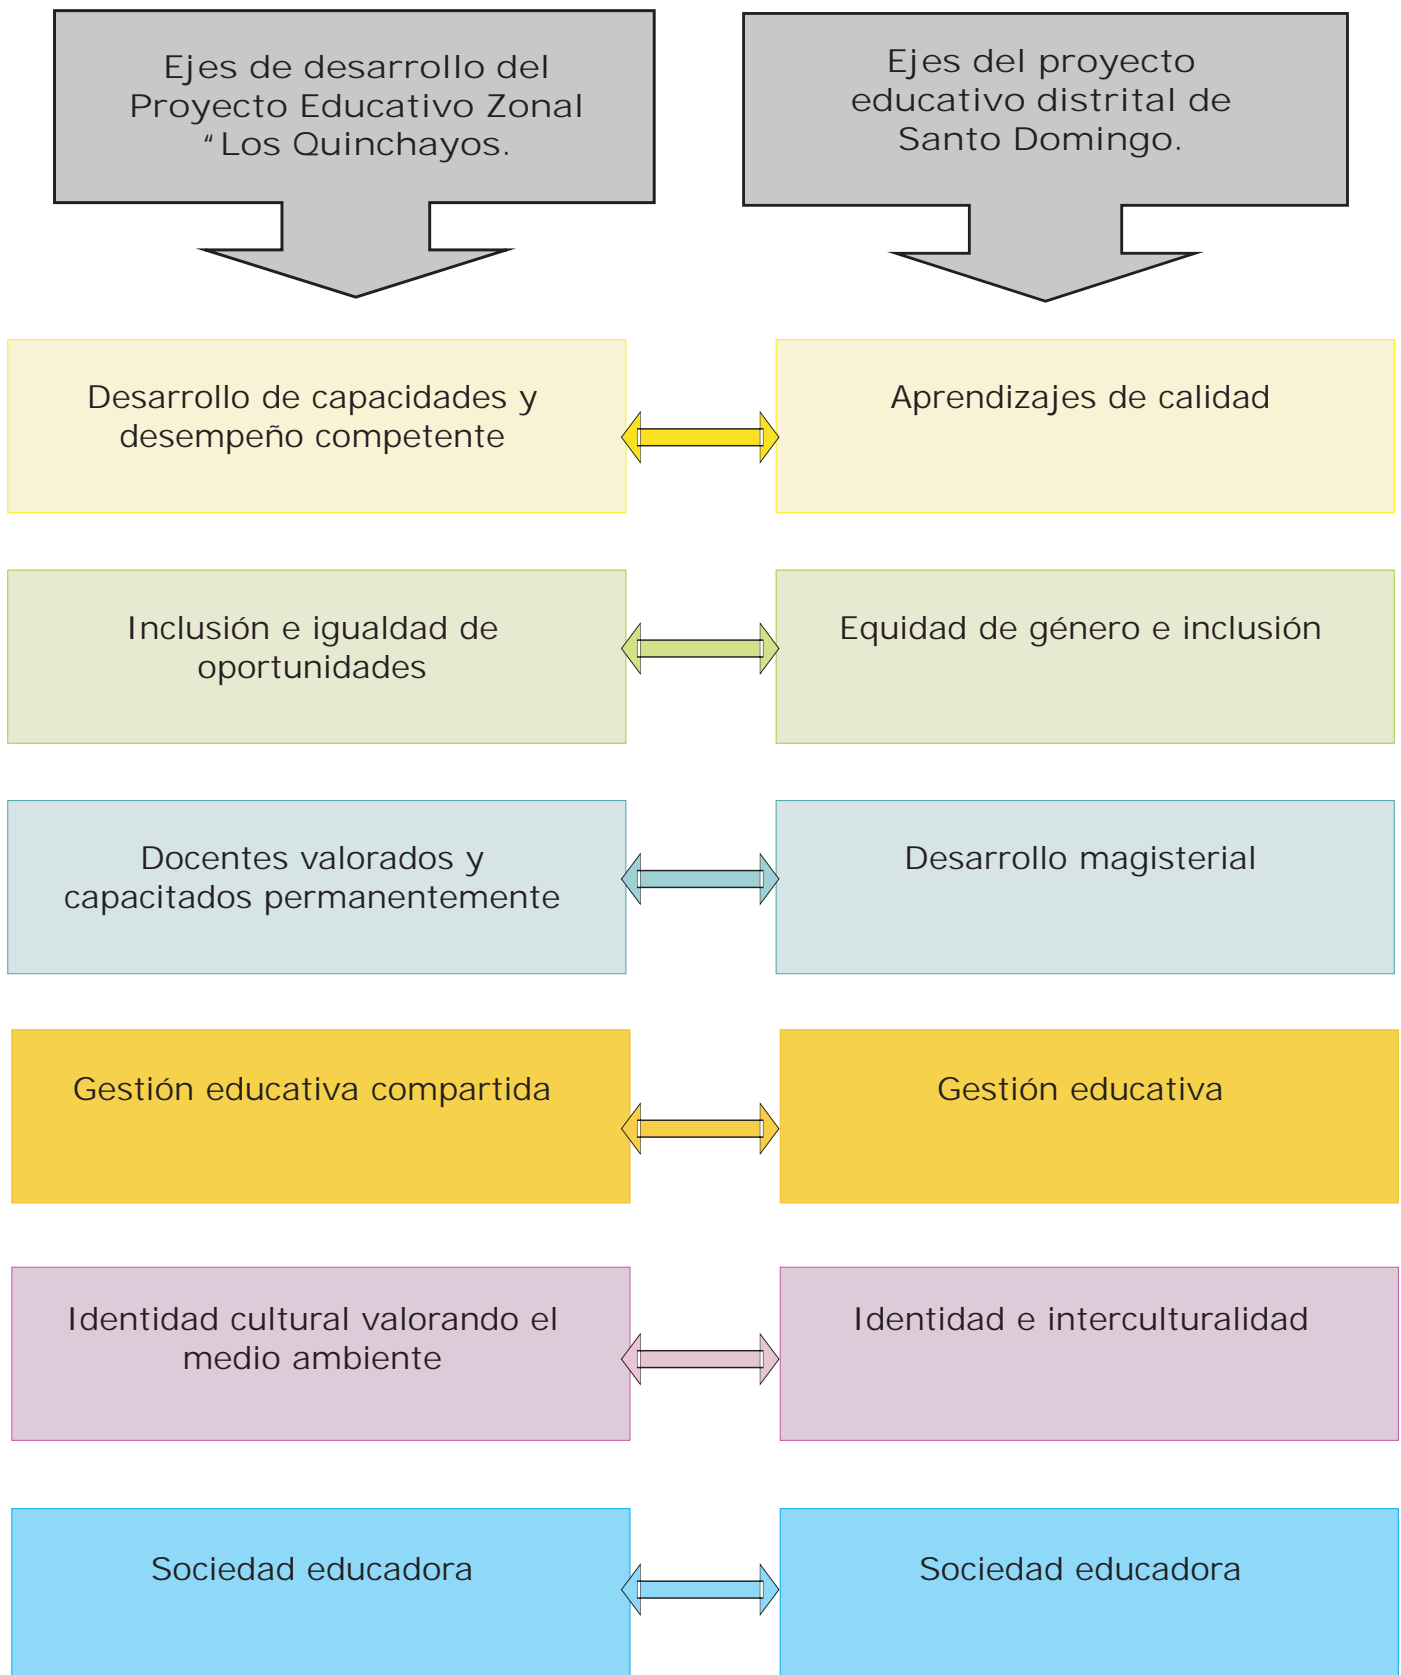 Ejes de desarrollo del
Proyecto Educativo Zonal
“Los Quinchayos.
Ejes del proyecto
educativo distrital de
Santo Domingo.
Desarrollo de capacidades y
desempeño competente
Aprendizajes de calidad
Inclusión e igualdad de
oportunidades
Equidad de género e inclusión
Docentes valorados y
capacitados permanentemente
Desarrollo magisterial
Gestión educativa compartida
Gestión educativa
Identidad cultural valorando el
medio ambiente
Identidad e interculturalidad
Sociedad educadora
Sociedad educadora